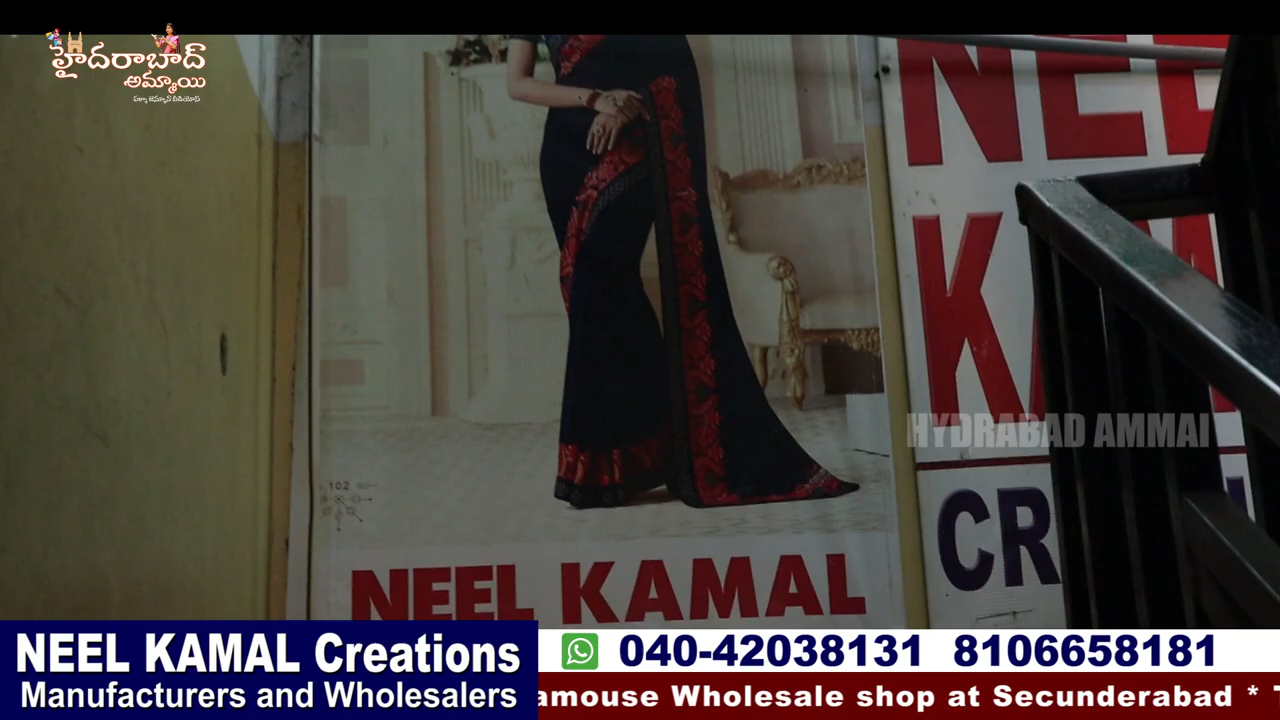 హైదరాబాద్
అమ్మాయి
పక్కా జెన్యూన్ వీడియోస్
NEE
KA
HYDRABAD AMMAI
102
CR
NEEL KAMAL
NEEL KAMAL Creations
Manufacturers and Wholesalers
040-42038131 8106658181
amouse Wholesale shop at Secunderabad *